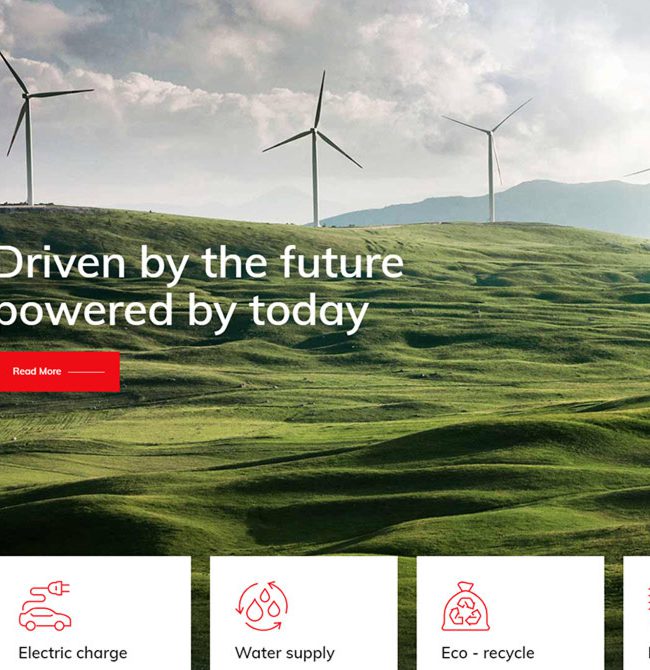 Driven by the future
powered by today
Read More
Electric charge
Water supply
Eco - recycle